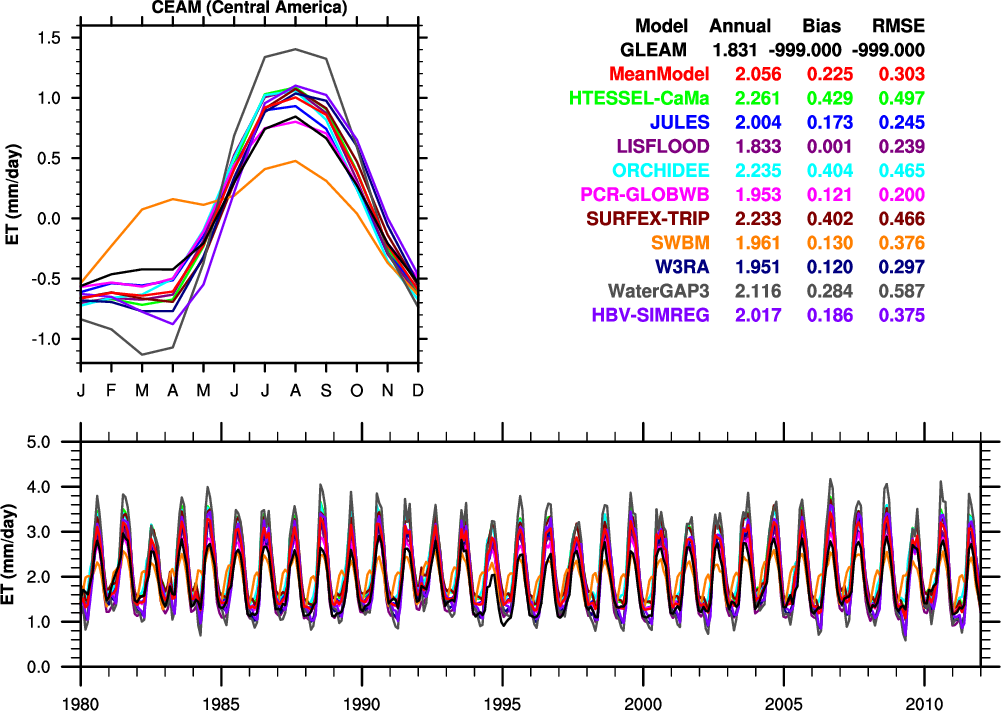 CEAM (Central America)
1.5
1.0
0.5
0.0
-0.5
-1.0
ET (mm/day)
J F M A M J J A S O N D
Model Annual Bias RMSE
GLEAM 1.831 -999.000 -999.000
MeanModel 2.056 0.225 0.303
HTESSEL-CaMa 2.261 0.429 0.497
JULES 2.004 0.173 0.245
LISFLOOD 1.833 0.001 0.239
ORCHIDEE 2.235 0.404 0.465
PCR-GLOBWB 1.953 0.121 0.200
SURFEX-TRIP 2.233 0.402 0.466
SWBM 1.961 0.130 0.376
W3RA 1.951 0.120 0.297
WaterGAP3 2.116 0.284 0.587
HBV-SIMREG 2.017 0.186 0.375
5.0
4.0
3.0
2.0
1.0
0.0
ET (mm/day)
1980 1985 1990 1995 2000 2005 2010